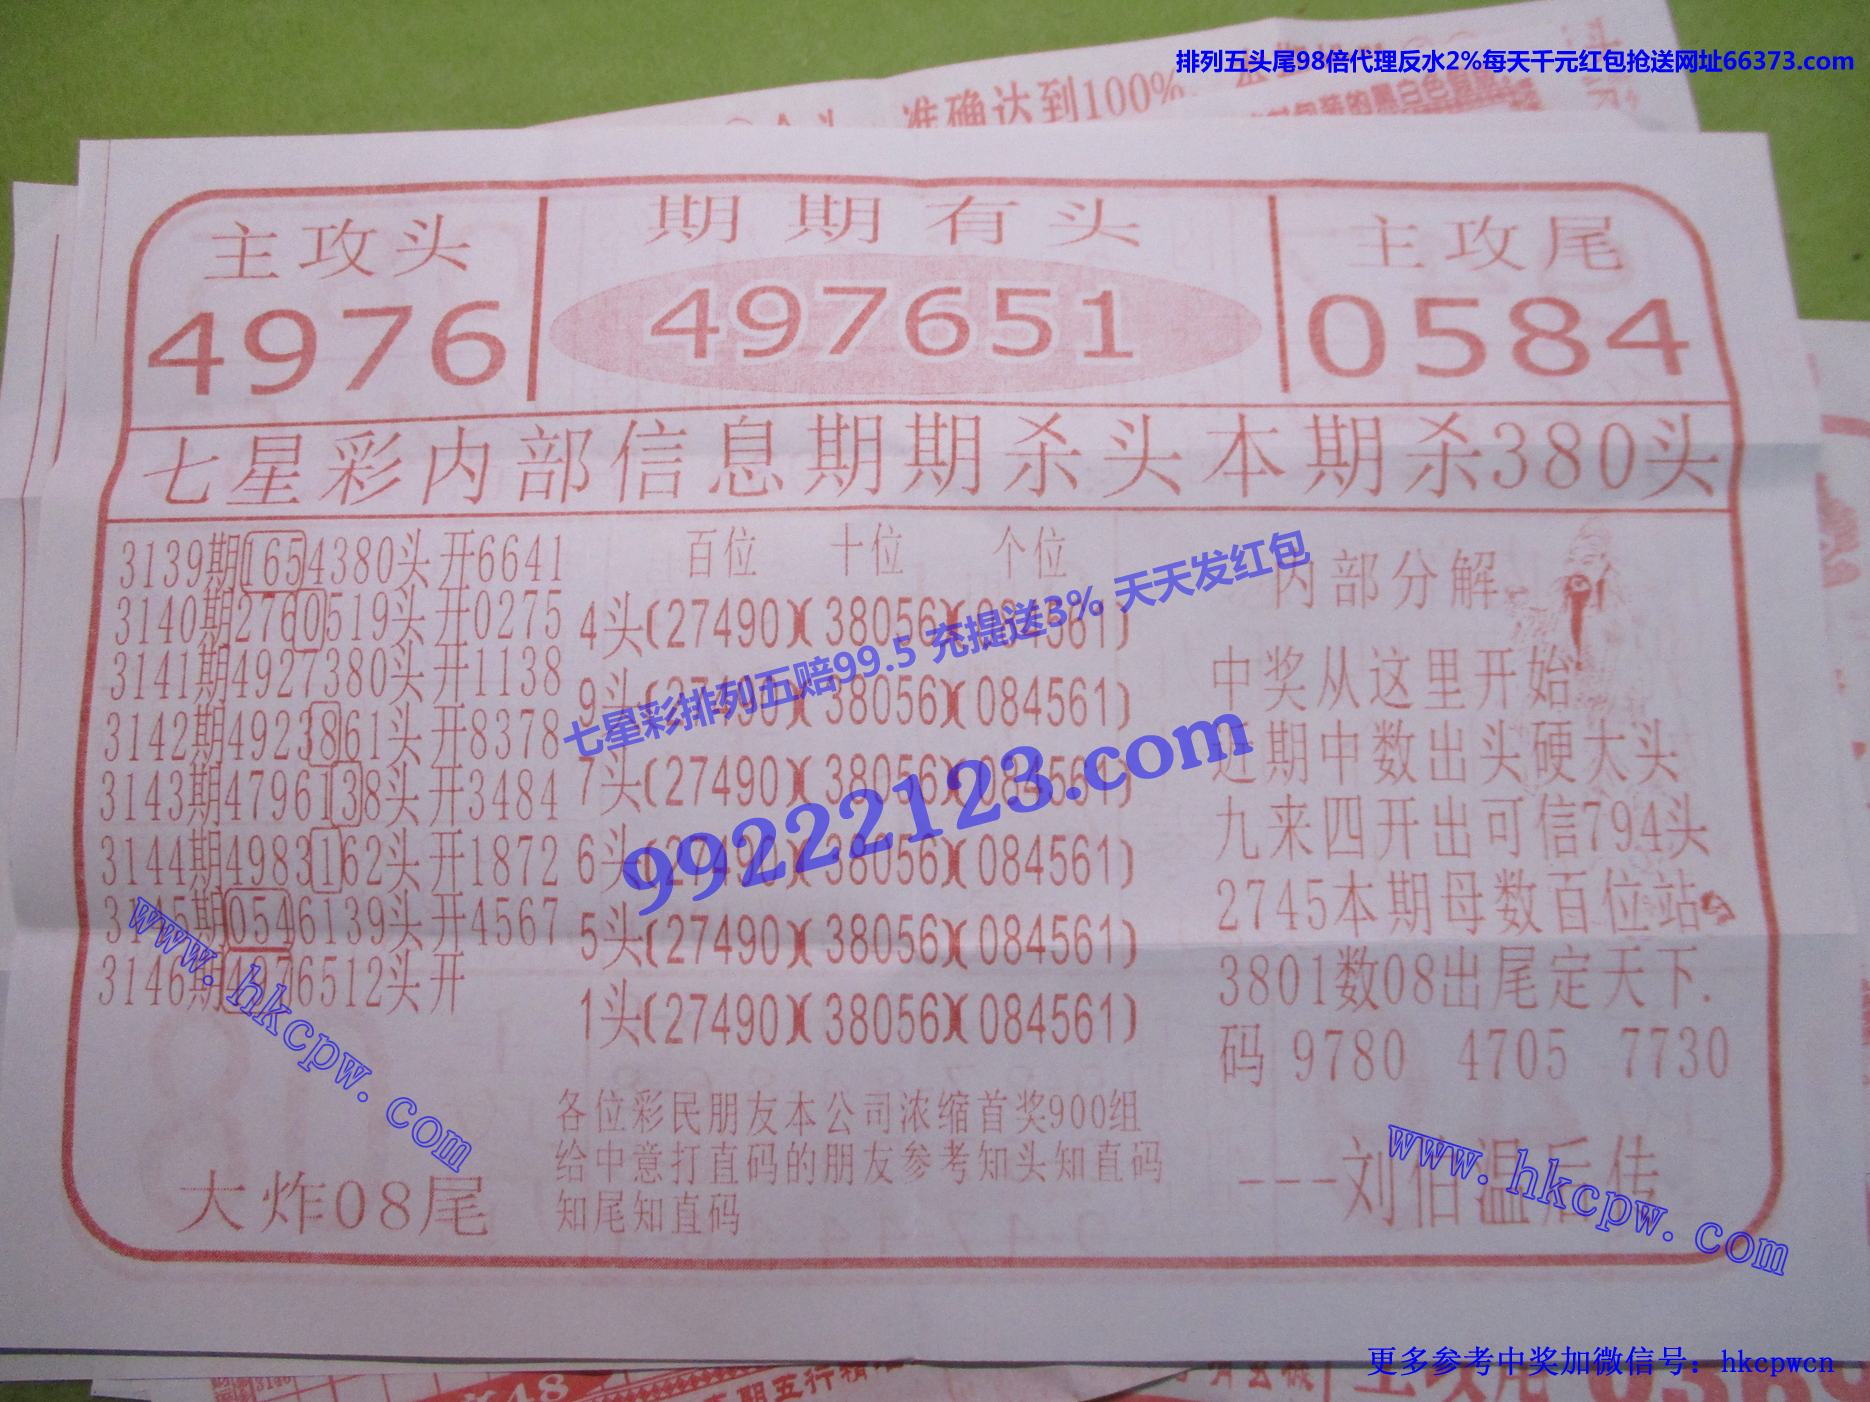 排列五头尾98倍代理反水2%每天千元红包抢送网址66373.com
准确达到100%
主攻头
4976
期期有头
497651
主攻尾
0584
七星彩内部信息期期杀头本期杀380头
3139期1654380头开6641
3140期2760519头开0275
3141期4927380头开1138
3142期4923861头开8378
3143期4796138头开3484
3144期4983162头开1872
3145期0546139头开4567
3146期4976512头开
大炸08尾
百位 十位 个位
4头(27490)(38056)(084561)
9头(27490)(38056)(084561)
7头(27490)(38056)(084561)
6头(27490)(38056)(084561)
5头(27490)(38056)(084561)
1头(27490)(38056)(084561)
各位彩民朋友本公司浓缩首奖900组
给中意打直码的朋友参考知头知直码
知尾知直码
内部分解
中奖从这里开始
近期中数出头硬大头
九来四开出可信794头
2745本期母数百位站
3801数08出尾定天下.
码 9780 4705 7730
---刘伯温后传
七星彩排列五赔99.5 充提送3% 天天发红包
99222123.com
www.hkcpw.com
www.hkcpw.com
更多参考中奖加微信号：hkcpwcn